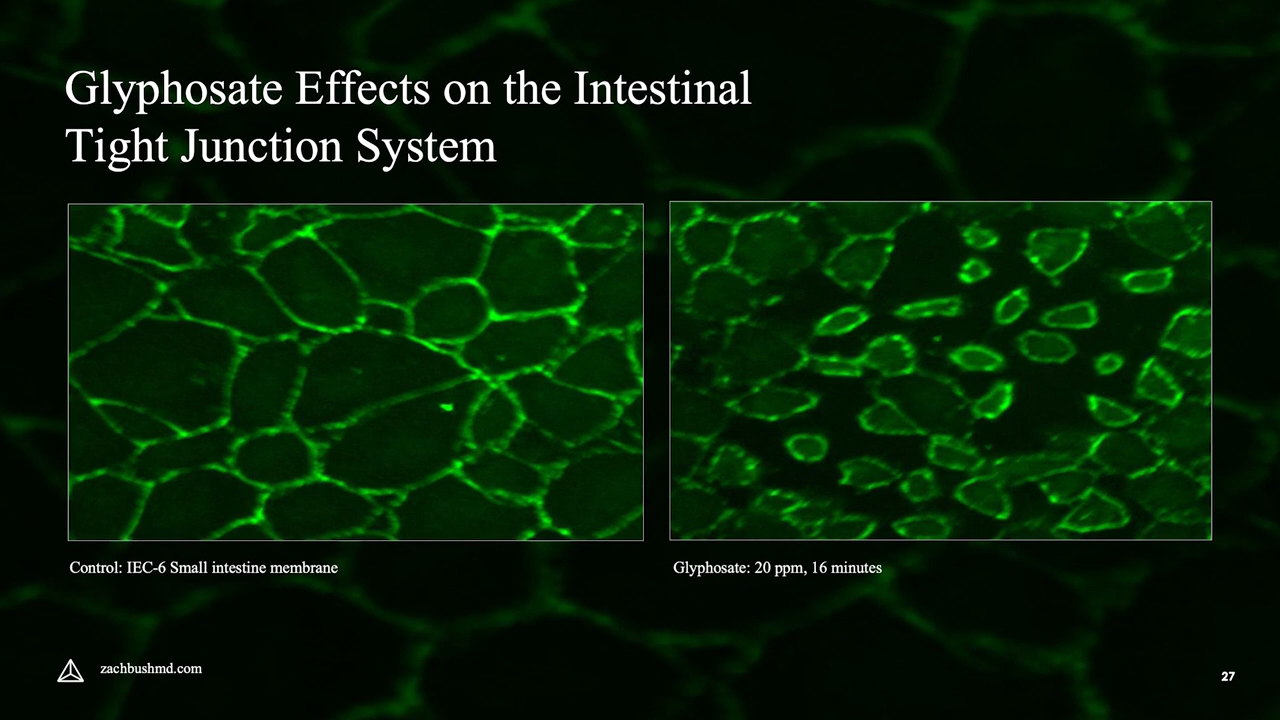 Glyphosate Effects on the Intestinal
Tight Junction System
Control: IEC-6 Small intestine membrane
Glyphosate: 20 ppm, 16 minutes
zachbushmd.com
27